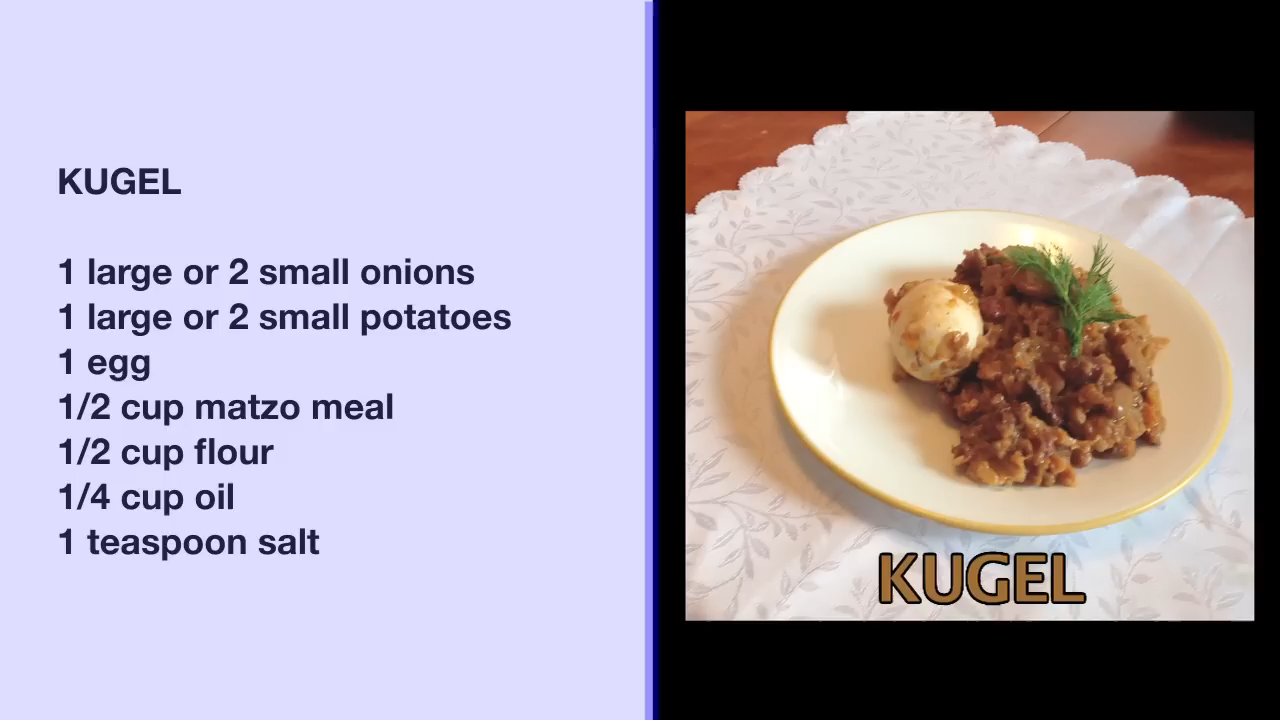 KUGEL
1 large or 2 small onions
1 large or 2 small potatoes
1 egg
1/2 cup matzo meal
1/2 cup flour
1/4 cup oil
1 teaspoon salt
KUGEL